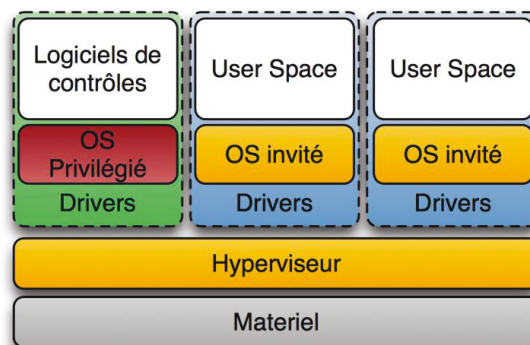 Logiciels de
contrôles
User Space
User Space
OS
Privilégié
OS invité
OS invité
Drivers
Drivers
Drivers
Hyperviseur
Materiel